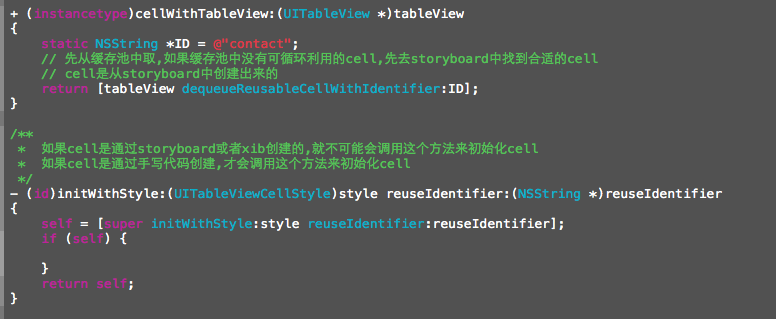 + (instancetype)cellWithTableView:(UITableView *)tableView
{
    static NSString *ID = @"contact";
    // 先从缓存池中取,如果缓存池中没有可循环利用的cell,先去storyboard中找到合适的cell
    // cell是从storyboard中创建出来的
    return [tableView dequeueReusableCellWithIdentifier:ID];
}

/**
 *  如果cell是通过storyboard或者xib创建的,就不可能会调用这个方法来初始化cell
 *  如果cell是通过手写代码创建,才会调用这个方法来初始化cell
 */
- (id)initWithStyle:(UITableViewCellStyle)style reuseIdentifier:(NSString *)reuseIdentifier
{
    self = [super initWithStyle:style reuseIdentifier:reuseIdentifier];
    if (self) {

    }
    return self;
}